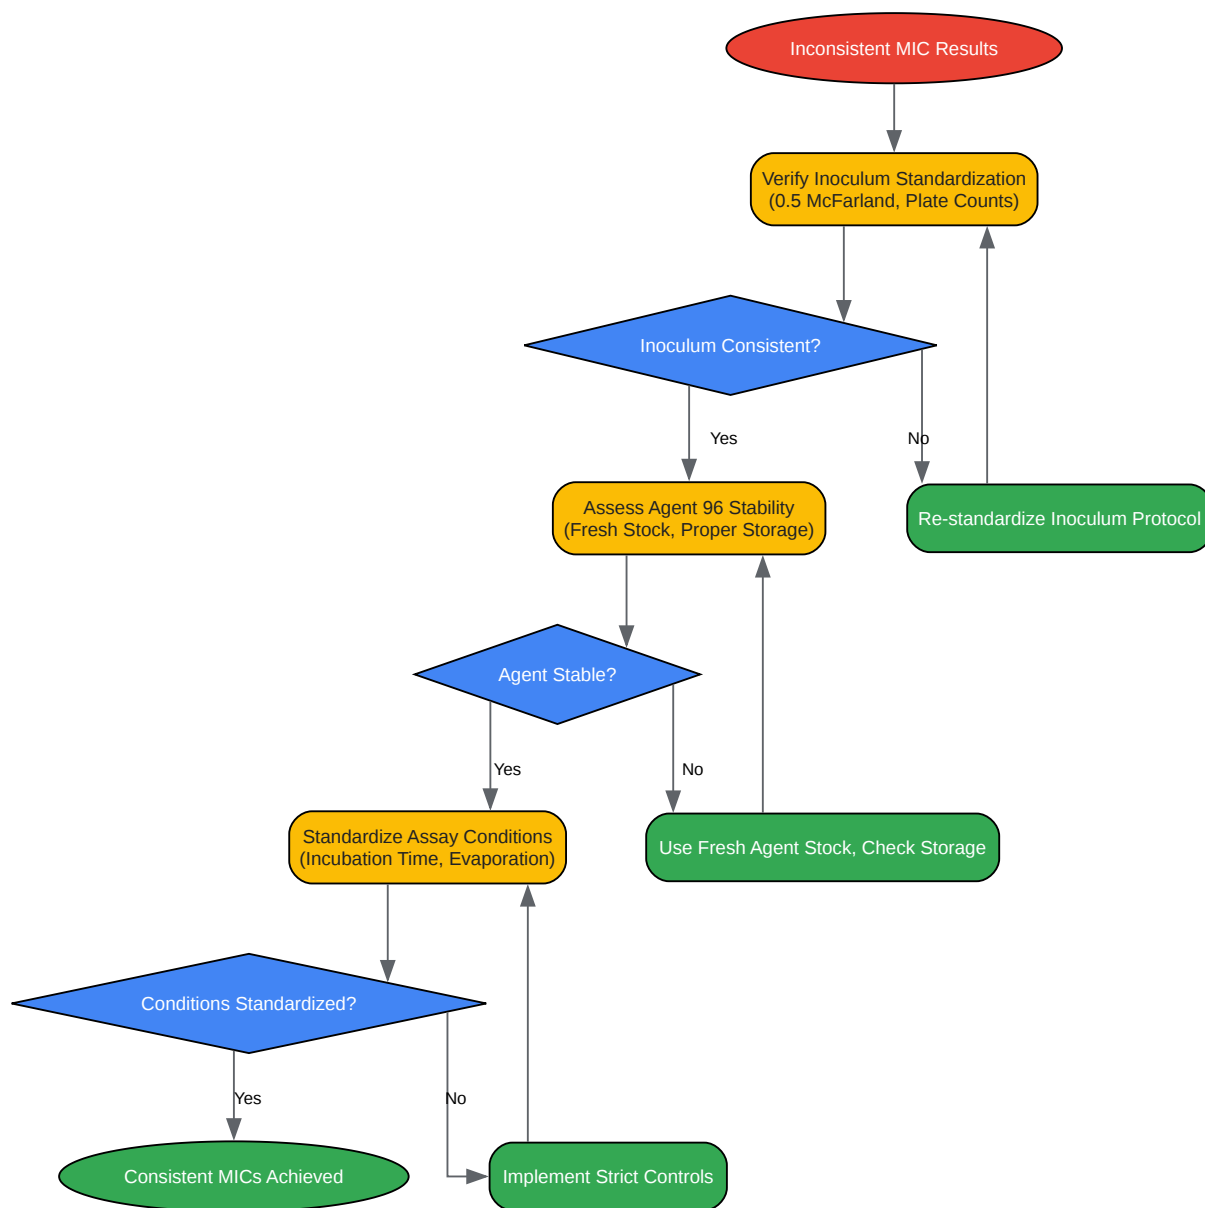 Inconsistent MIC Results
Verify Inoculum Standardization
(0.5 McFarland, Plate Counts)
Inoculum Consistent?
Yes
No
Assess Agent 96 Stability
(Fresh Stock, Proper Storage)
Re-standardize Inoculum Protocol
Agent Stable?
Yes
No
Standardize Assay Conditions
(Incubation Time, Evaporation)
Use Fresh Agent Stock, Check Storage
Conditions Standardized?
Yes
No
Consistent MICs Achieved
Implement Strict Controls